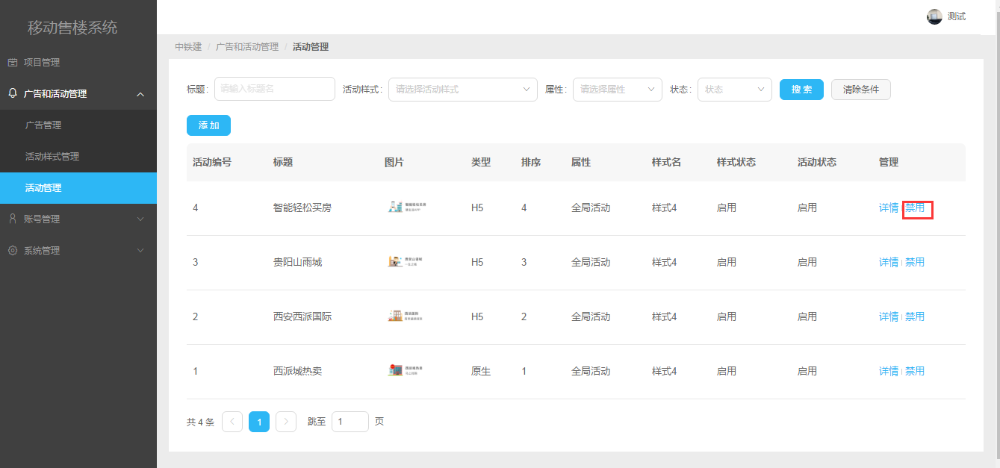 移动售楼系统
测试
项目管理
广告和活动管理
广告管理
活动样式管理
活动管理
账号管理
系统管理
中铁建 / 广告和活动管理 / 活动管理
标题: 请输入标题名 活动样式: 请选择活动样式 属性: 请选择属性 状态: 状态 搜 索 清除条件
添 加
活动编号 标题 图片 类型 排序 属性 样式名 样式状态 活动状态 管理
4 智能轻松买房 H5 4 全局活动 样式4 启用 启用 详情 禁用
3 贵阳山雨城 H5 3 全局活动 样式4 启用 启用 详情 禁用
2 西安西派国际 H5 2 全局活动 样式4 启用 启用 详情 禁用
1 西派城热卖 原生 1 全局活动 样式4 启用 启用 详情 禁用
共 4 条 1 跳至 1 页